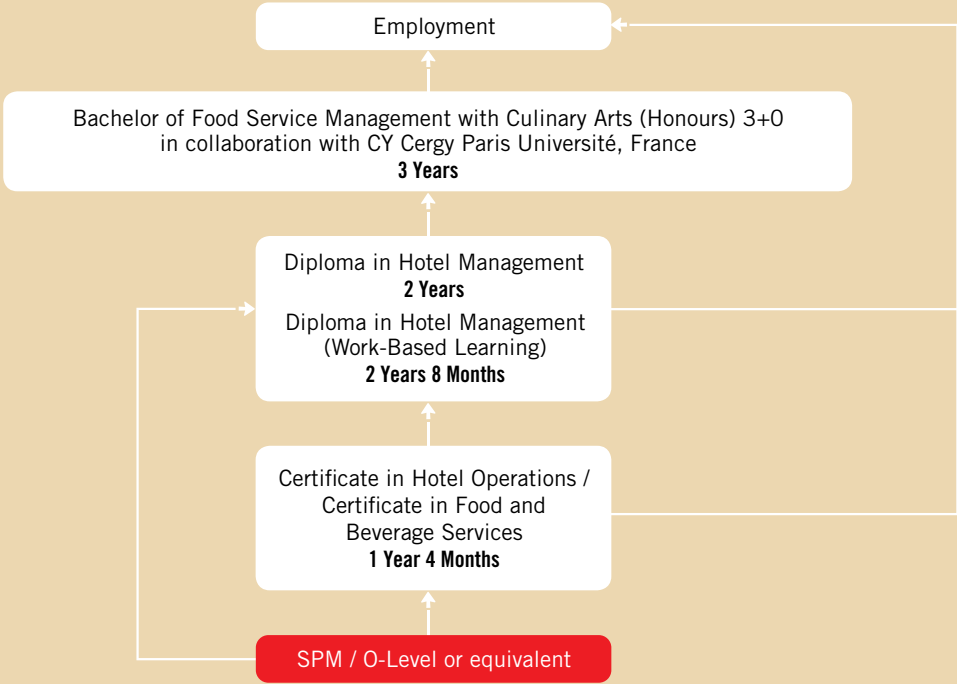 Employment
Bachelor of Food Service Management with Culinary Arts (Honours) 3+0
in collaboration with CY Cergy Paris Université, France
3 Years
Diploma in Hotel Management
2 Years
Diploma in Hotel Management
(Work-Based Learning)
2 Years 8 Months
Certificate in Hotel Operations /
Certificate in Food and
Beverage Services
1 Year 4 Months
SPM / O-Level or equivalent